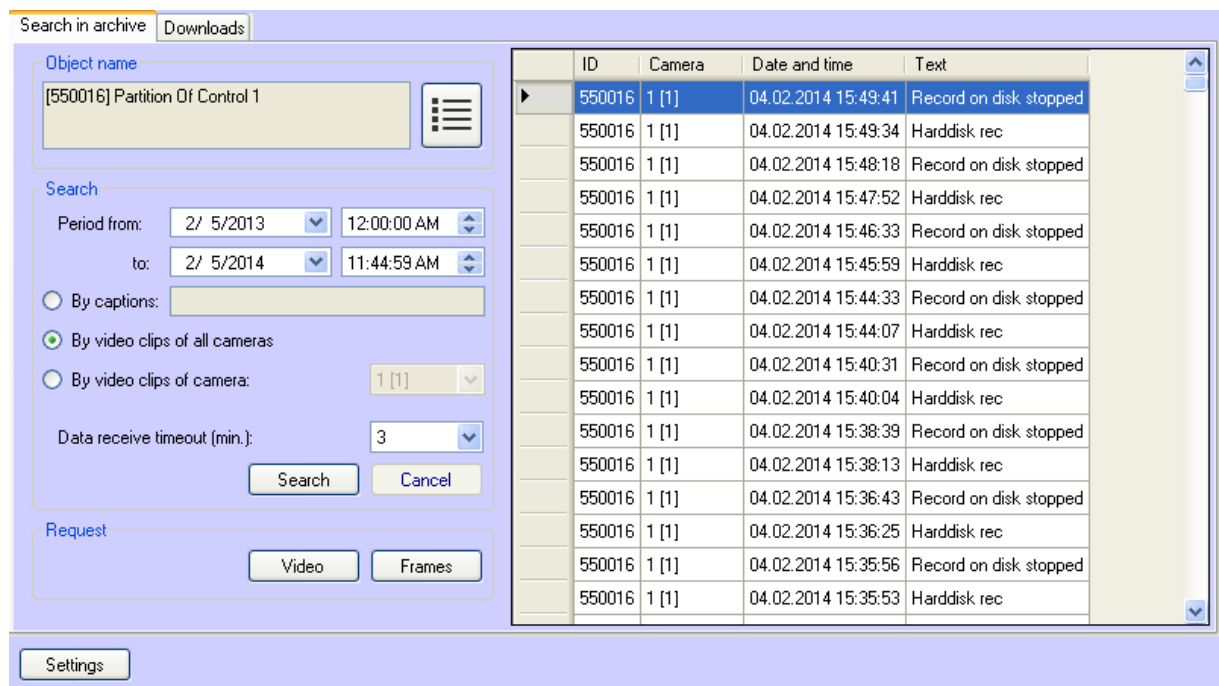 Search in archive Downloads
Object name
[550016] Partition Of Control 1
Search
Period from: 2/ 5/2013 12:00:00 AM
to: 2/ 5/2014 11:44:59 AM
By captions:
By video clips of all cameras
By video clips of camera: 1 [1]
Data receive timeout (min.): 3
Search Cancel
Request
Video Frames
ID Camera Date and time Text
550016 1 [1] 04.02.2014 15:49:41 Record on disk stopped
550016 1 [1] 04.02.2014 15:49:34 Harddisk rec
550016 1 [1] 04.02.2014 15:48:18 Record on disk stopped
550016 1 [1] 04.02.2014 15:47:52 Harddisk rec
550016 1 [1] 04.02.2014 15:46:33 Record on disk stopped
550016 1 [1] 04.02.2014 15:45:59 Harddisk rec
550016 1 [1] 04.02.2014 15:44:33 Record on disk stopped
550016 1 [1] 04.02.2014 15:44:07 Harddisk rec
550016 1 [1] 04.02.2014 15:40:31 Record on disk stopped
550016 1 [1] 04.02.2014 15:40:04 Harddisk rec
550016 1 [1] 04.02.2014 15:38:39 Record on disk stopped
550016 1 [1] 04.02.2014 15:38:13 Harddisk rec
550016 1 [1] 04.02.2014 15:36:43 Record on disk stopped
550016 1 [1] 04.02.2014 15:36:25 Harddisk rec
550016 1 [1] 04.02.2014 15:35:56 Record on disk stopped
550016 1 [1] 04.02.2014 15:35:53 Harddisk rec
Settings